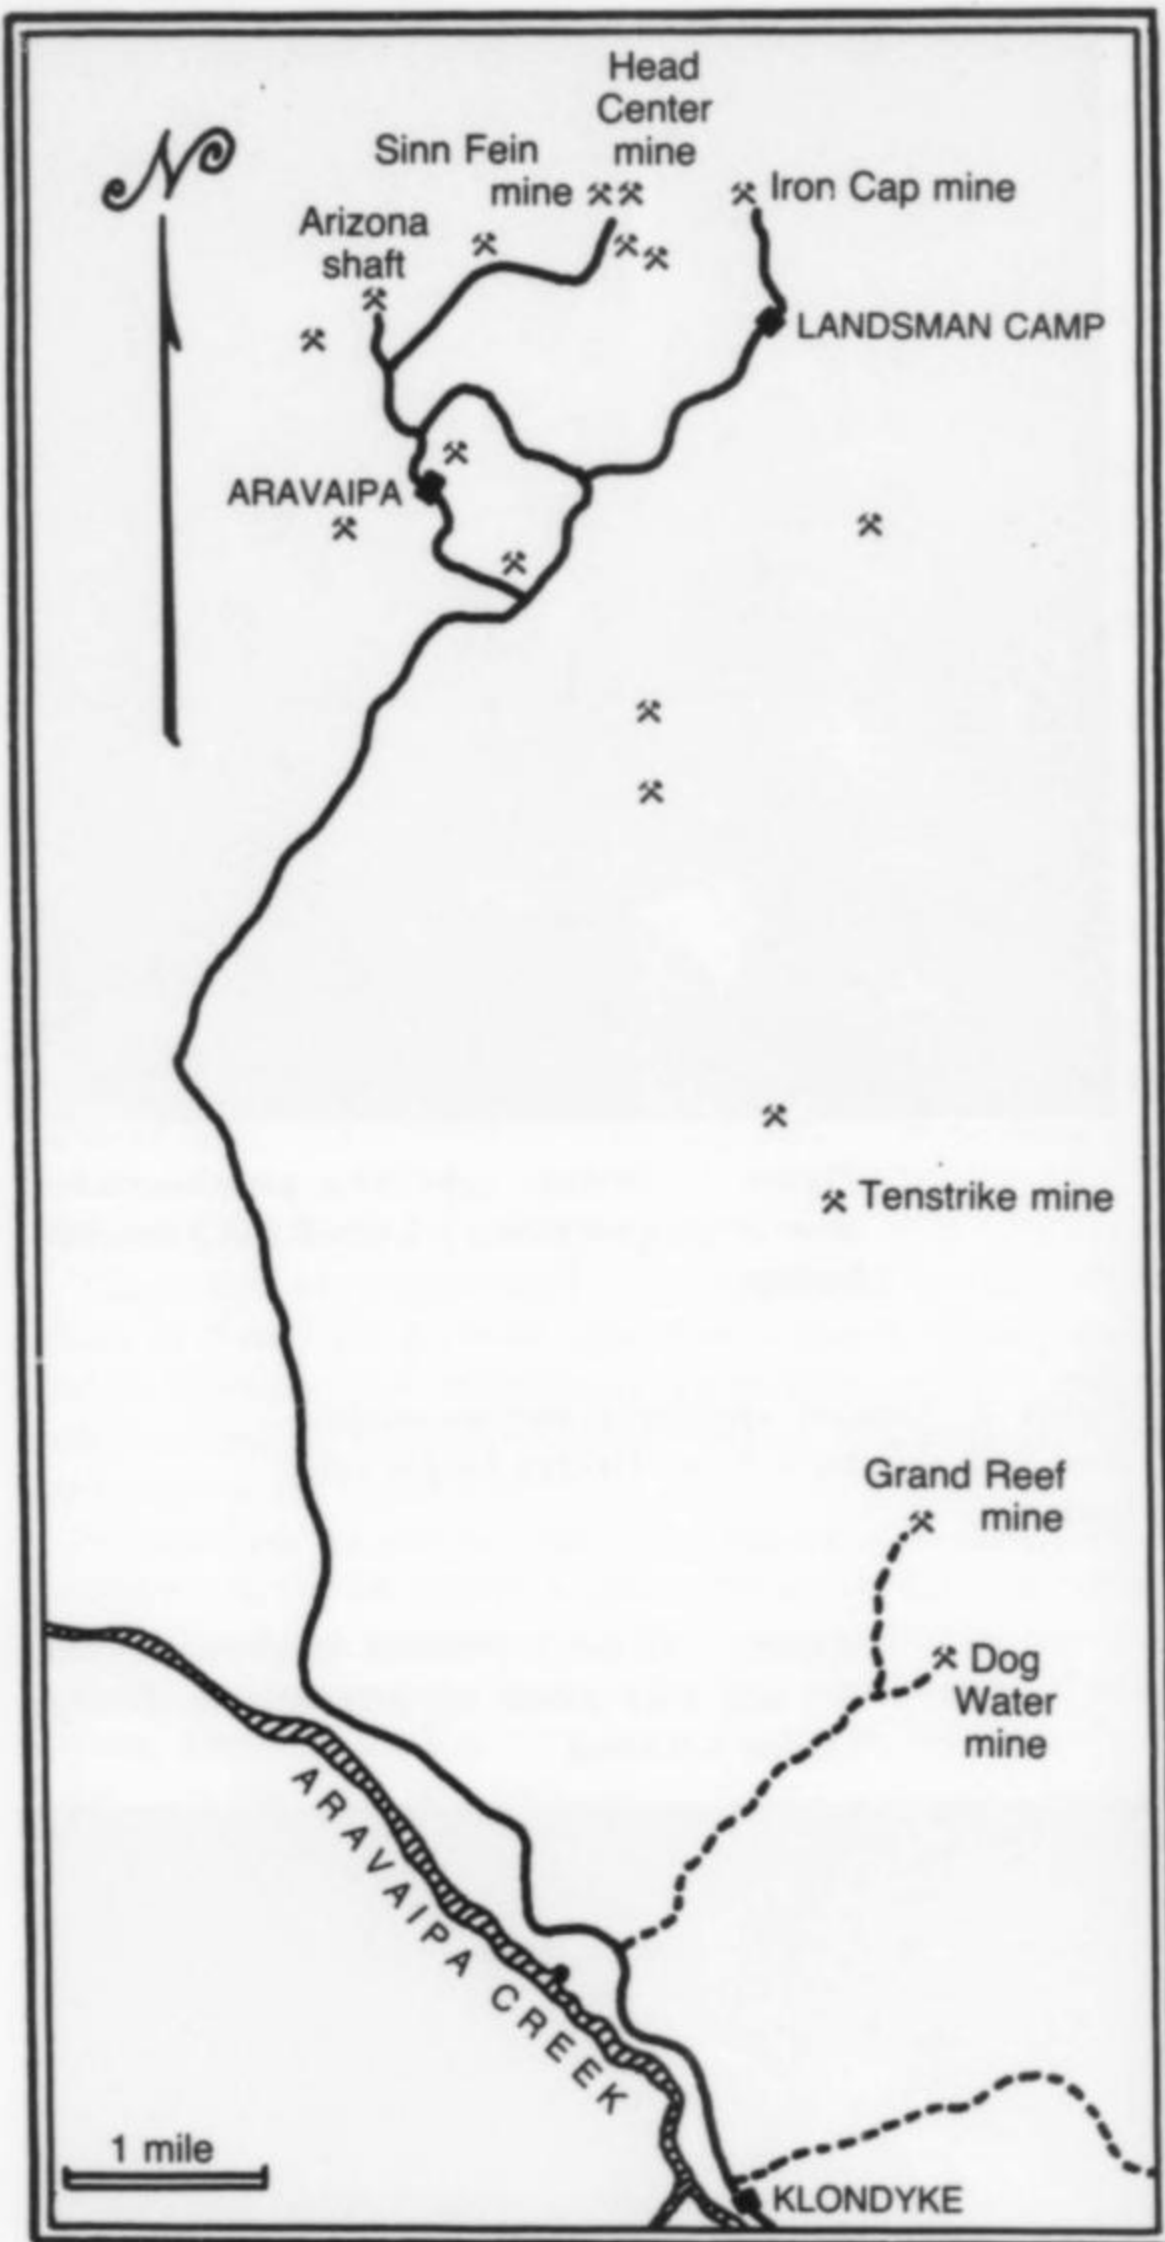 N
Head
Center
mine
Sinn Fein
mine
Iron Cap mine
Arizona
shaft
LANDSMAN CAMP
ARAVAIPA
Tenstrike mine
Grand Reef
mine
Dog
Water
mine
ARAVAIPA CREEK
1 mile
KLONDYKE